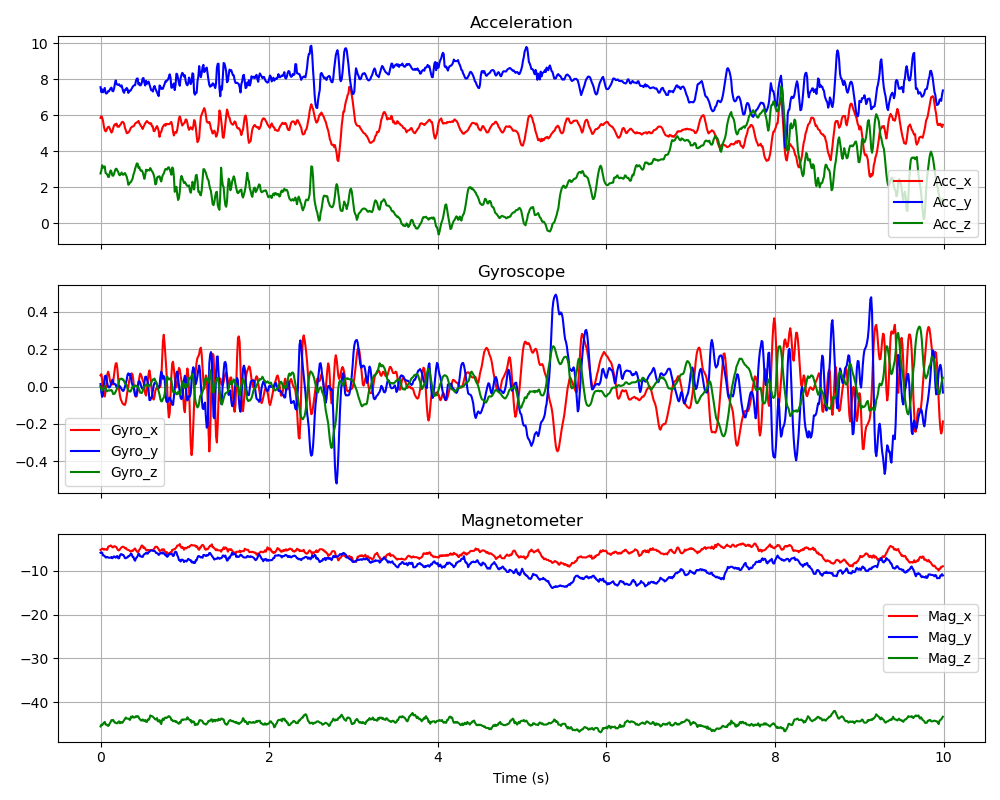 Acceleration
10
8
6
4
2
0
Acc_x
Acc_y
Acc_z
Gyroscope
0.4
0.2
0.0
−0.2
−0.4
Gyro_x
Gyro_y
Gyro_z
Magnetometer
−10
−20
−30
−40
Mag_x
Mag_y
Mag_z
0 2 4 6 8 10
Time (s)